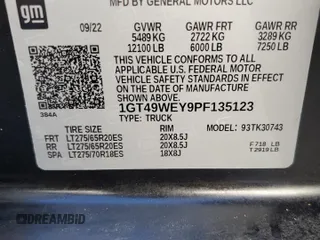 MFD BY GENERAL MOTORS LLC
gm
09/22 GVWR GAWR FRT GAWR RR
5489 KG 2722 KG 3289 KG
12100 LB 6000 LB 7250 LB
THIS VEHICLE CONFORMS TO ALL APPLICABLE
U.S. FEDERAL MOTOR VEHICLE SAFETY
STANDARDS IN EFFECT ON THE DATE OF
MANUFACTURE SHOWN ABOVE.
384A
1GT49WEY9PF135123
TYPE: TRUCK
MODEL: 93TK30743
TIRE SIZE RIM
FRT LT275/65R20ES 20X8.5J
RR LT275/65R20ES 20X8.5J
SPA LT275/70R18ES 18X8J
F 718 LB
T 2919 LB
CREDAMBID